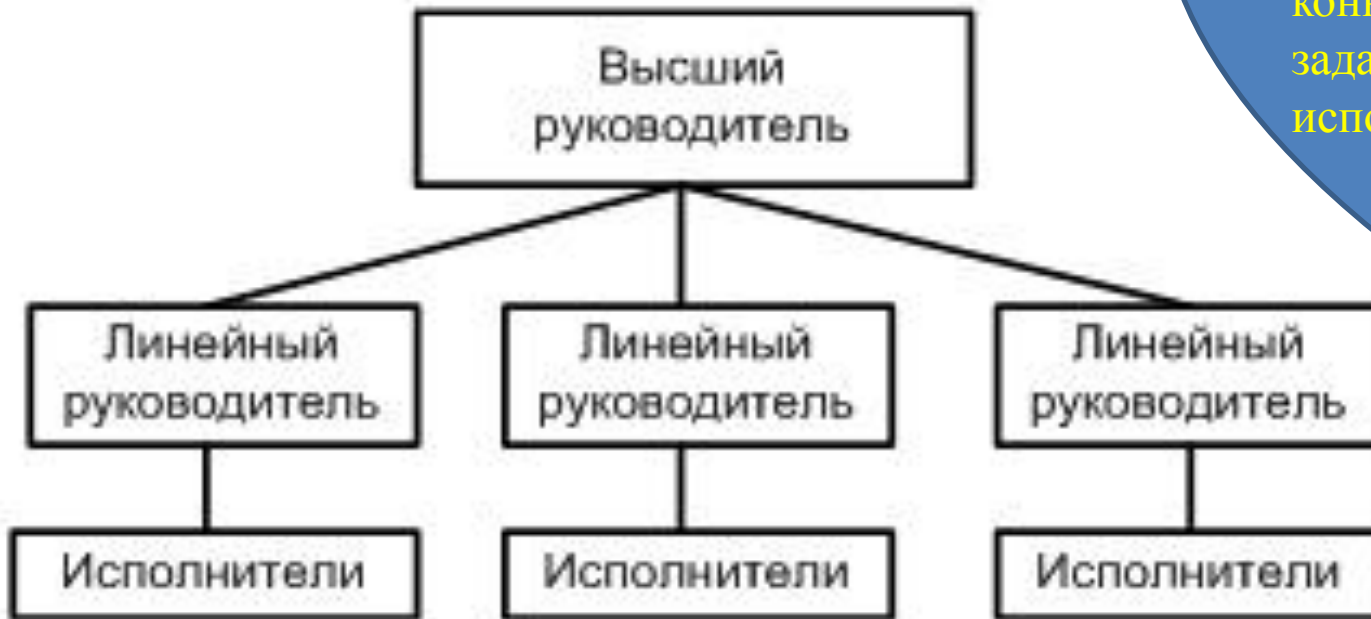 Высший
руководитель
Линейный
руководитель
Линейный
руководитель
Линейный
руководитель
Исполнители
Исполнители
Исполнители